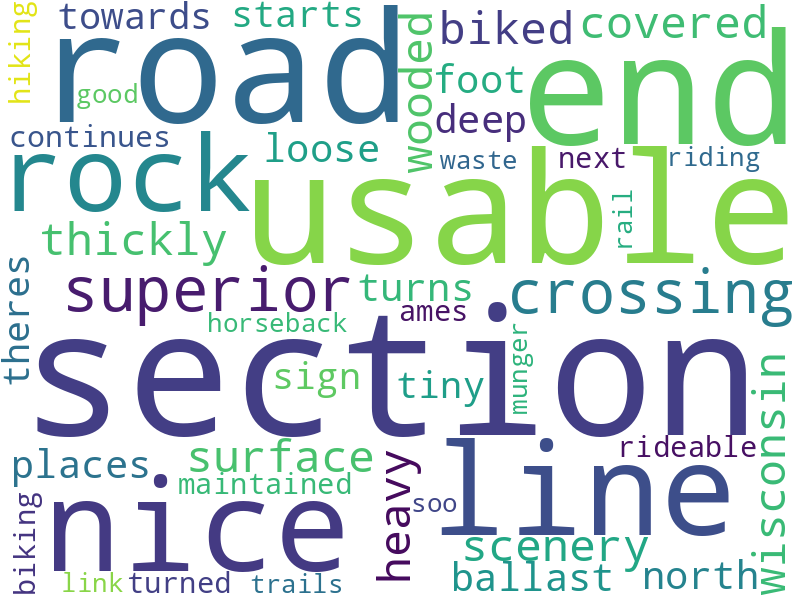 hiking towards starts wooded biked covered
road end
good foot
deep
continues loose waste next riding
rock usable rail
thickly
theres superior turns crossing
horseback ames
section munger
sign tiny wisconsin
rideable
places surface heavy line
maintained
biking nice soo
scenery
link turned trails ballast north